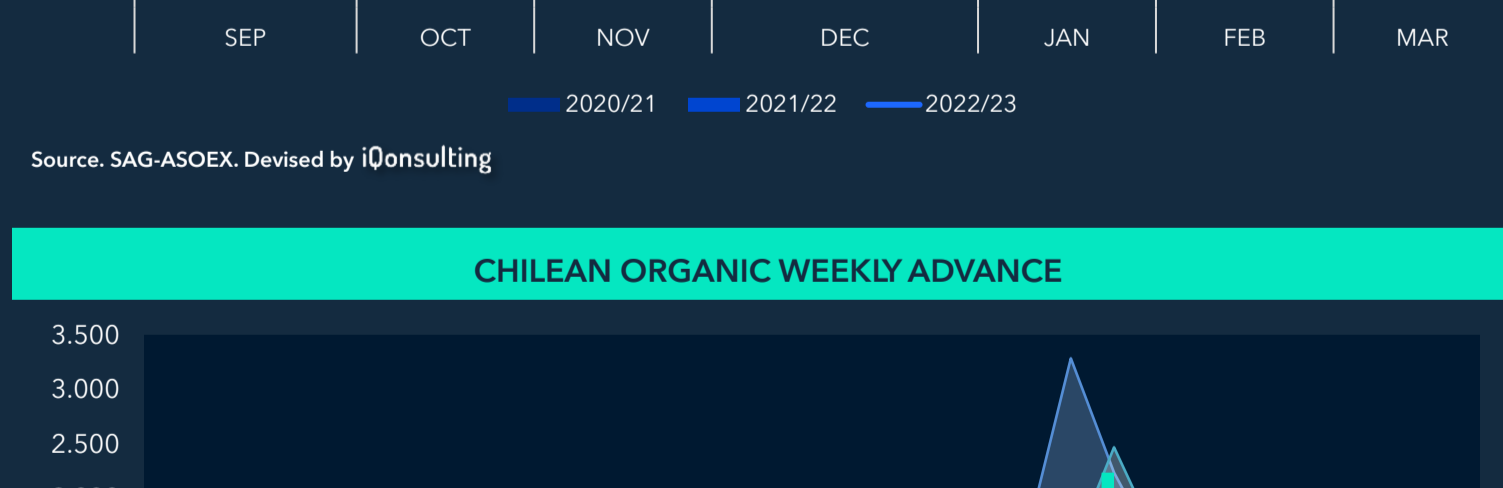 SEP OCT NOV DEC JAN FEB MAR
2020/21 2021/22 2022/23
Source. SAG-ASOEX. Devised by iQonsulting
CHILEAN ORGANIC WEEKLY ADVANCE
3.500
3.000
2.500